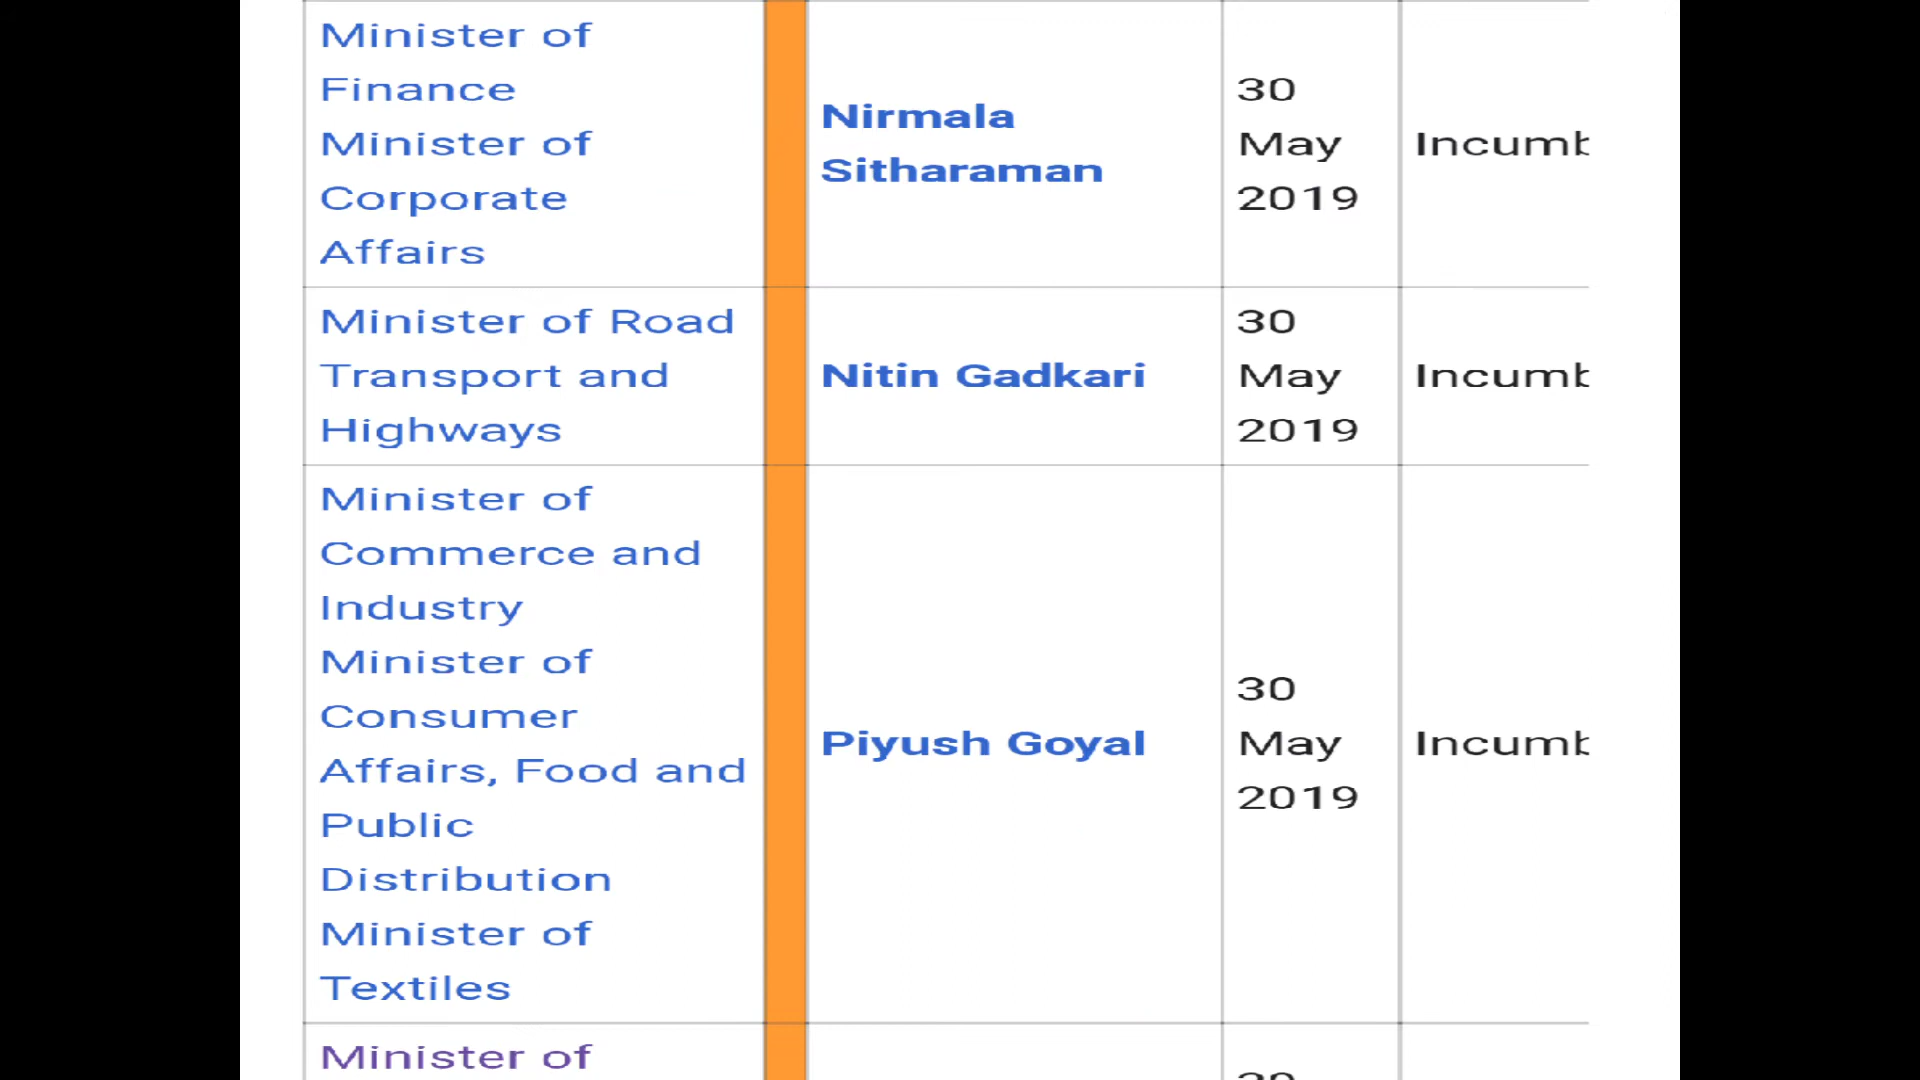 Minister of
Finance
Minister of
Corporate
Affairs
Nirmala
Sitharaman
30
May
2019
Incumb
Minister of Road
Transport and
Highways
Nitin Gadkari
30
May
2019
Incumb
Minister of
Commerce and
Industry
Minister of
Consumer
Affairs, Food and
Public
Distribution
Minister of
Textiles
Piyush Goyal
30
May
2019
Incumb
Minister of
30